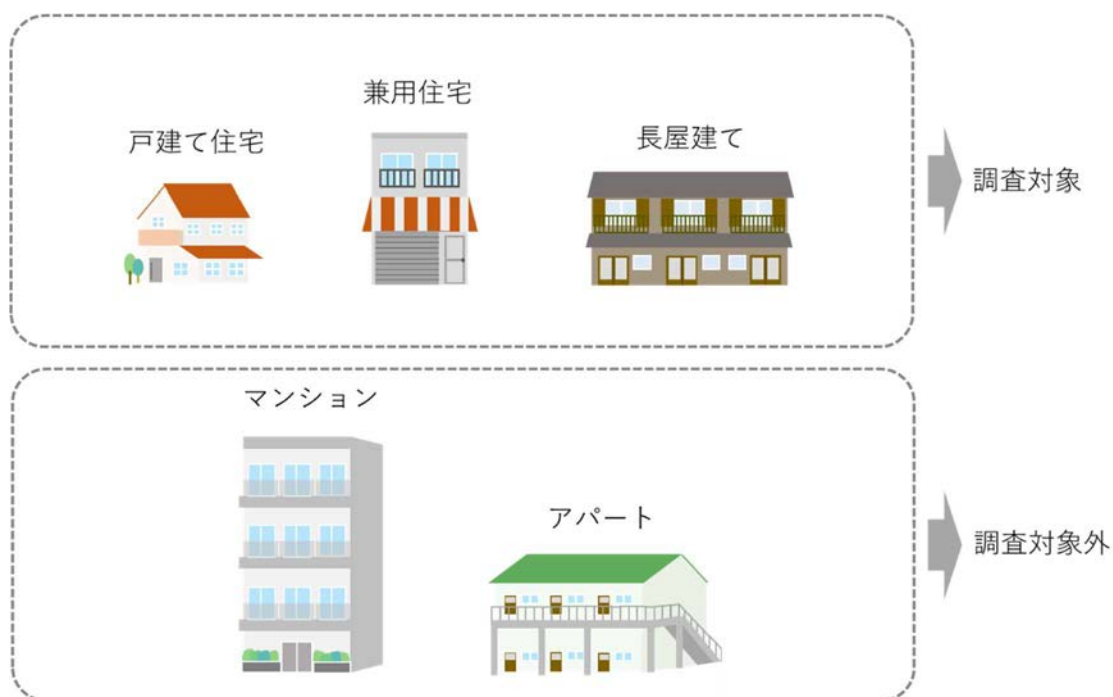 兼用住宅
戸建て住宅
長屋建て
調査対象
マンション
アパート
調査対象外